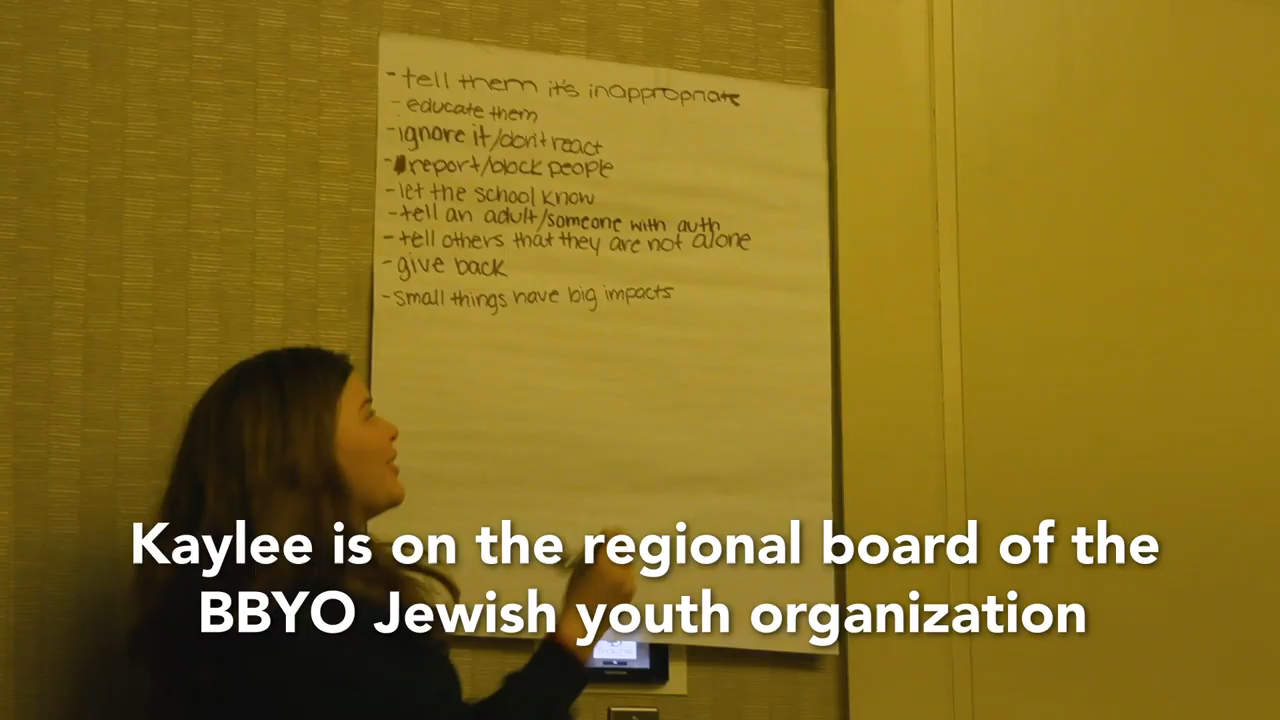 - tell them it's inappropriate
- educate them
- ignore it/don't react
- report/block people
- let the school know
- tell an adult/someone with auth
- tell others that they are not alone
- give back
- small things have big impacts
Kaylee is on the regional board of the
BBYO Jewish youth organization